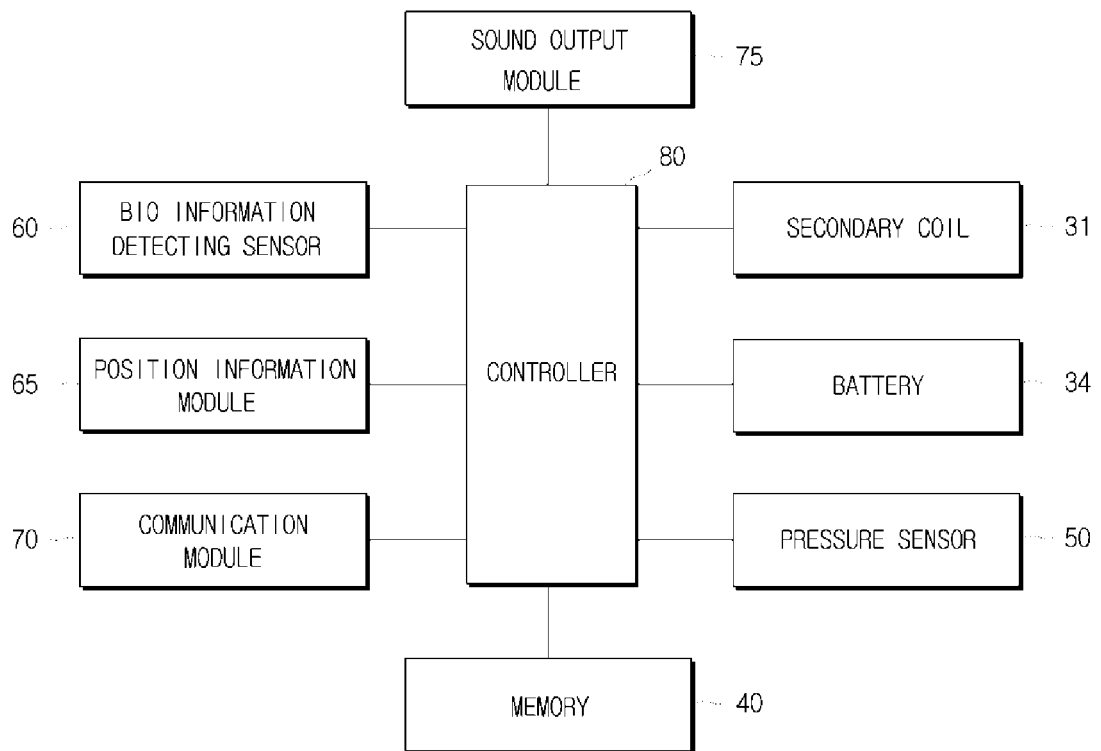 SOUND OUTPUT
MODULE
75
80
BIO INFORMATION
DETECTING SENSOR
60
SECONDARY COIL
31
POSITION INFORMATION
MODULE
65
CONTROLLER
BATTERY
34
COMMUNICATION
MODULE
70
PRESSURE SENSOR
50
MEMORY
40